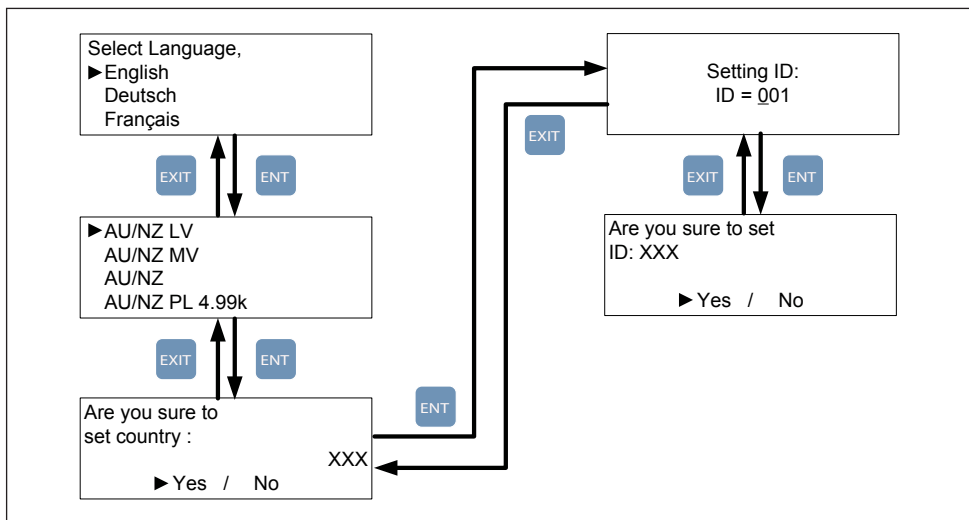 Select Language,
►English
Deutsch
Français
EXIT
ENT
►AU/NZ LV
AU/NZ MV
AU/NZ
AU/NZ PL 4.99k
EXIT
ENT
Are you sure to
set country :
XXX
►Yes / No
ENT
EXIT
Setting ID:
ID = 001
EXIT
ENT
Are you sure to set
ID: XXX
►Yes / No